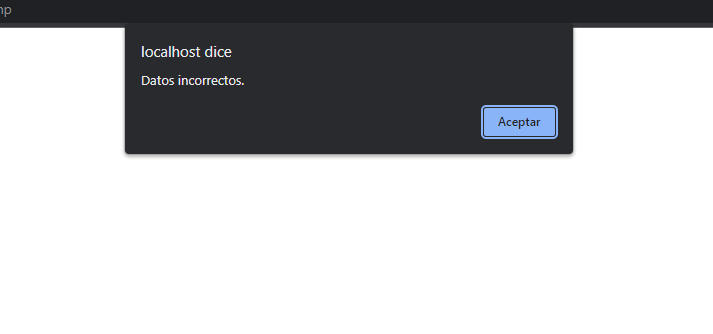 localhost dice
Datos incorrectos.
Aceptar